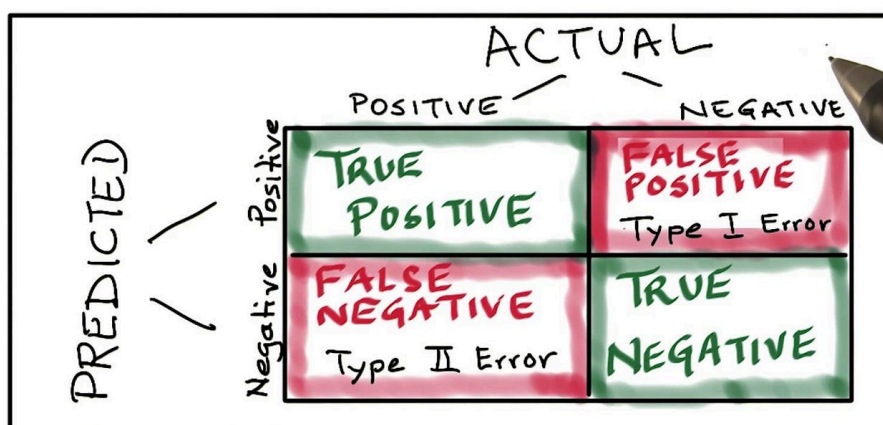 ACTUAL
POSITIVE
NEGATIVE
PREDICTED
Positive
TRUE
POSITIVE
FALSE
POSITIVE
Type I Error
Negative
FALSE
NEGATIVE
Type II Error
TRUE
NEGATIVE